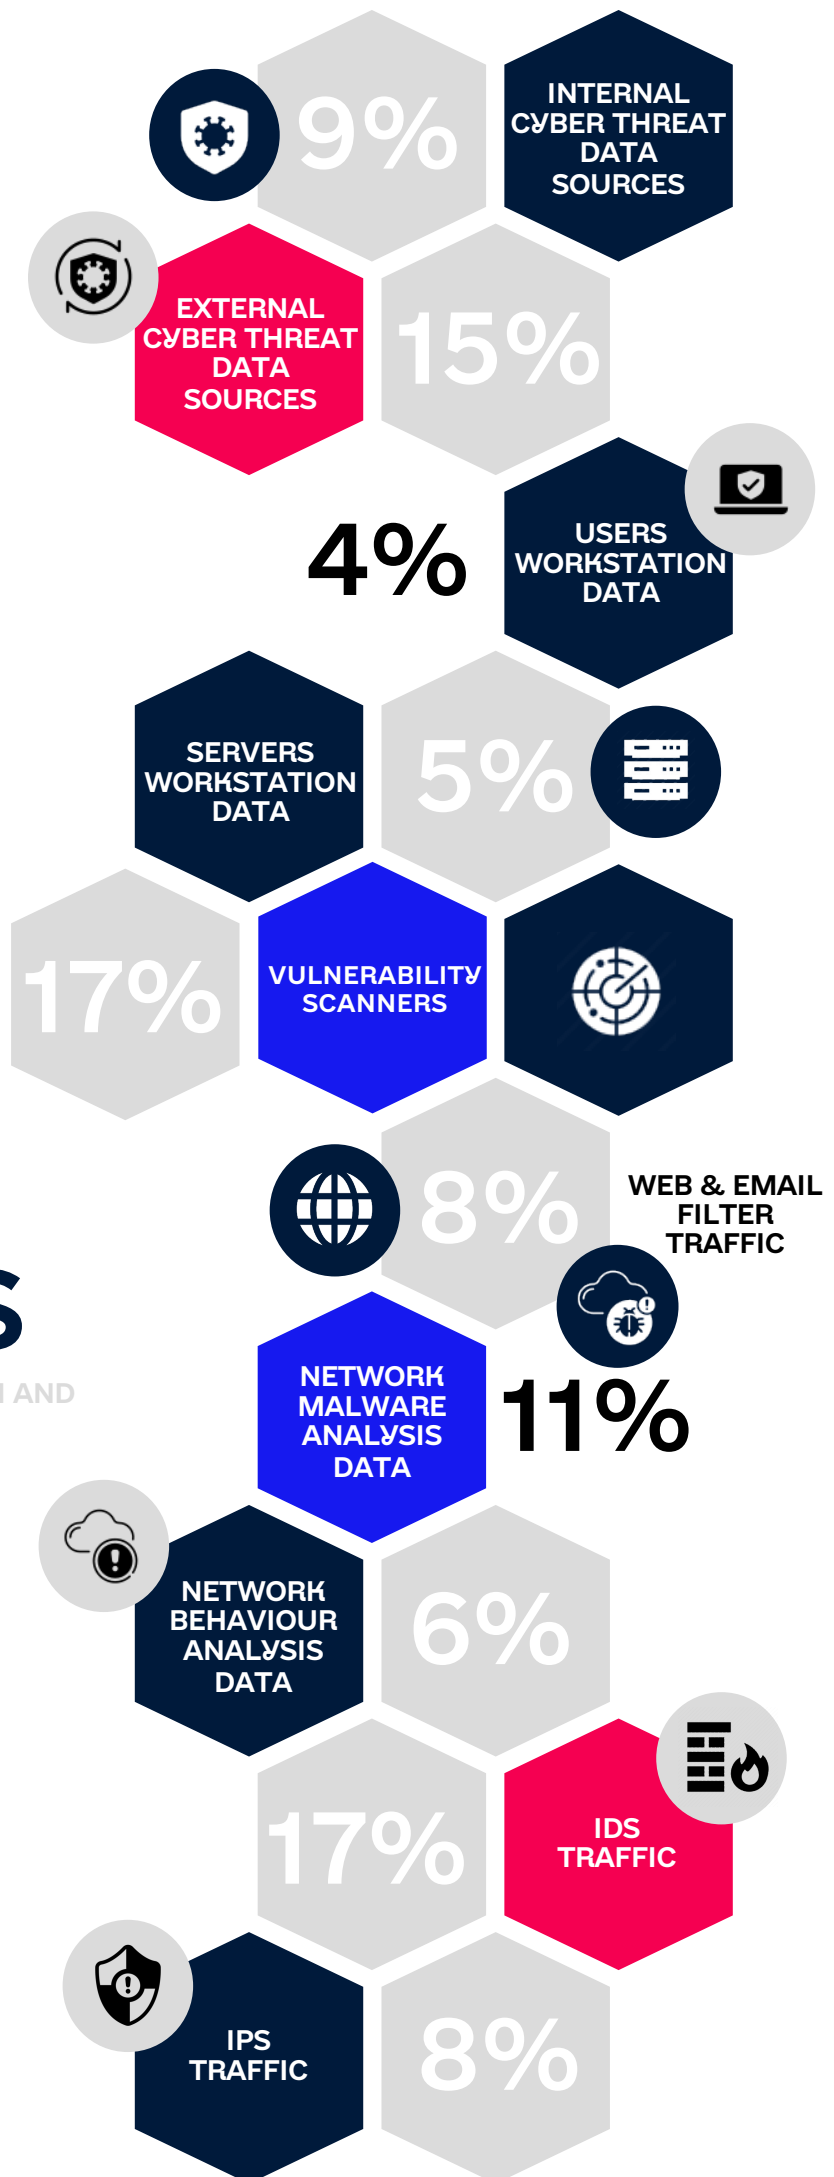 9%
INTERNAL
CYBER THREAT
DATA
SOURCES
EXTERNAL
CYBER THREAT
DATA
SOURCES
15%
4%
USERS
WORKSTATION
DATA
SERVERS
WORKSTATION
DATA
5%
17%
VULNERABILITY
SCANNERS
8%
WEB & EMAIL
FILTER
TRAFFIC
S
AND
NETWORK
MALWARE
ANALYSIS
DATA
11%
NETWORK
BEHAVIOUR
ANALYSIS
DATA
6%
17%
IDS
TRAFFIC
IPS
TRAFFIC
8%